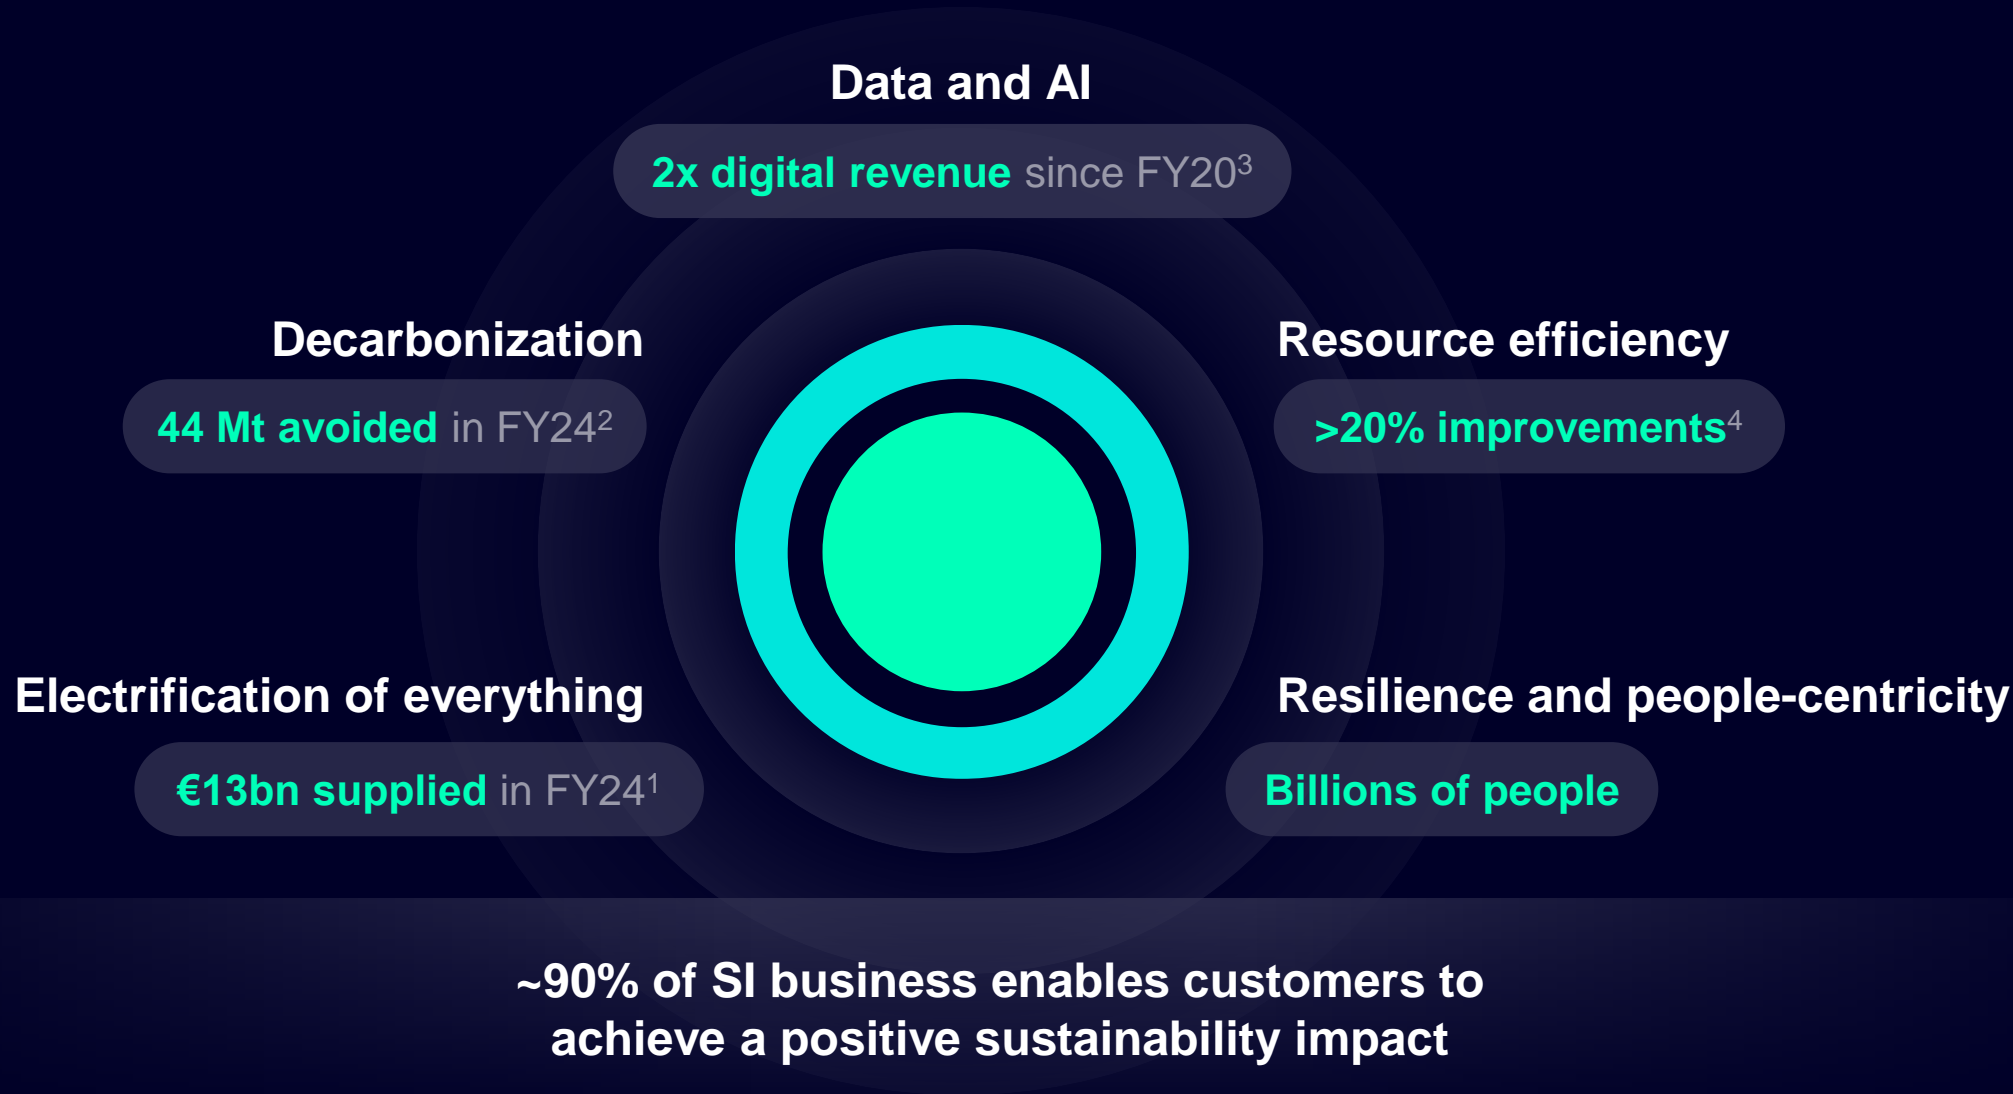 Data and AI
2x digital revenue since FY20³
Decarbonization
44 Mt avoided in FY24²
Resource efficiency
>20% improvements⁴
Electrification of everything
€13bn supplied in FY24¹
Resilience and people-centricity
Billions of people
~90% of SI business enables customers to
achieve a positive sustainability impact